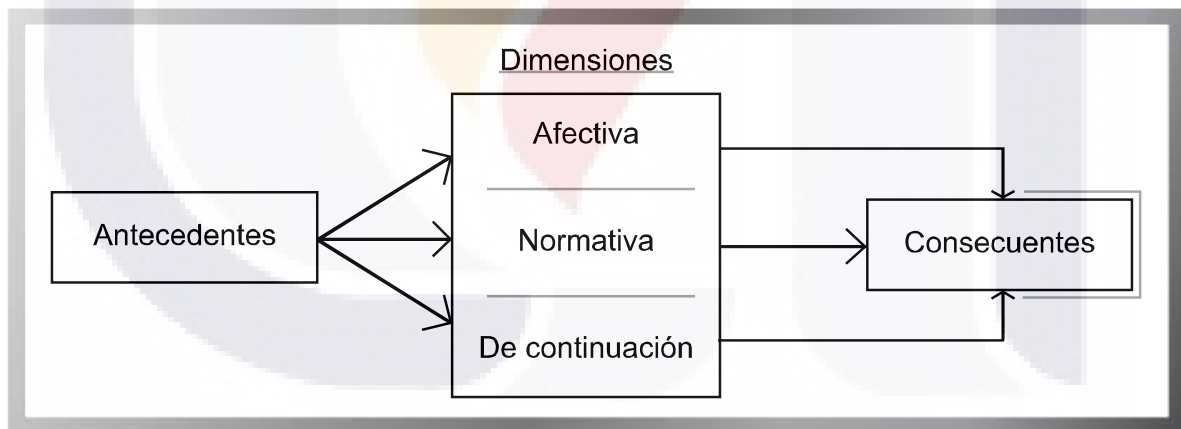 Dimensiones
Afectiva
Antecedentes
Normativa
Consecuentes
De continuación